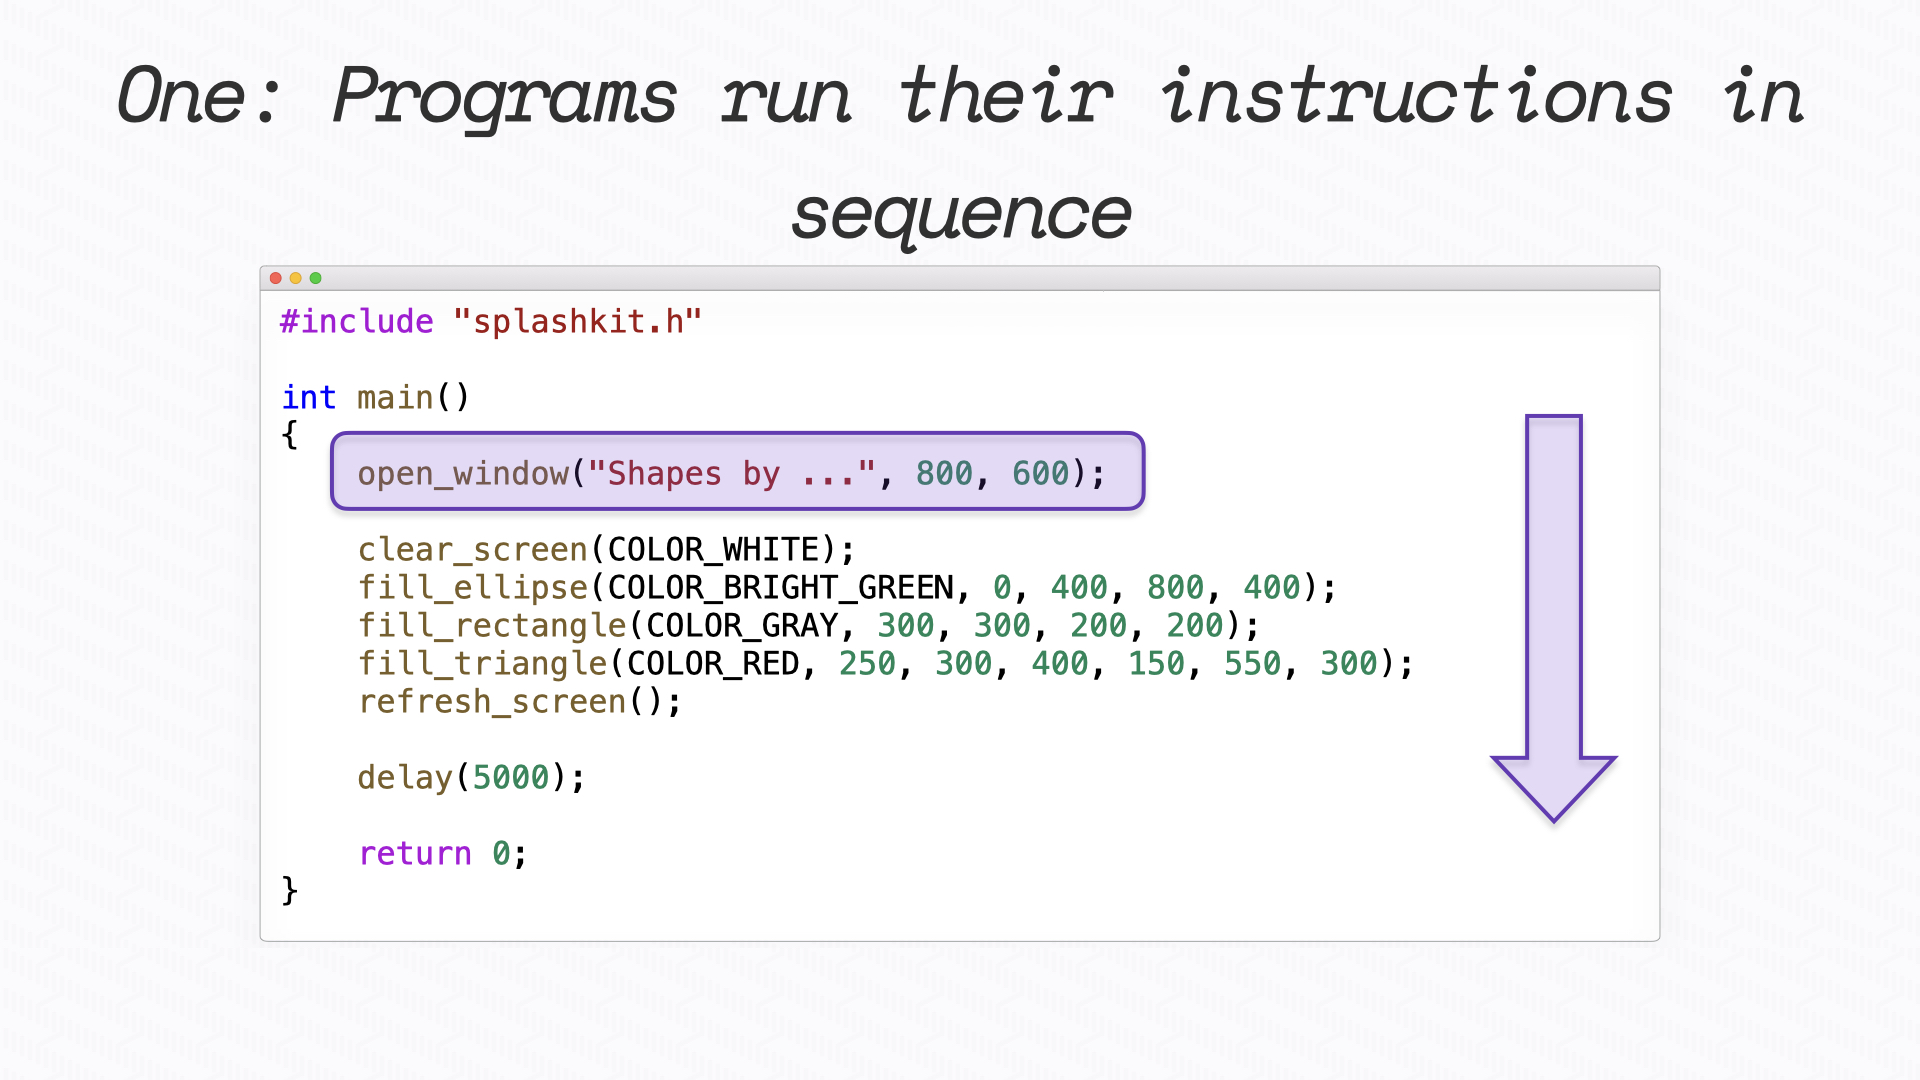 One: Programs run their instructions in
sequence
#include "splashkit.h"
int main()
{
open_window("Shapes by ...", 800, 600);
clear_screen(COLOR_WHITE);
fill_ellipse(COLOR_BRIGHT_GREEN, 0, 400, 800, 400);
fill_rectangle(COLOR_GRAY, 300, 300, 200, 200);
fill_triangle(COLOR_RED, 250, 300, 400, 150, 550, 300);
refresh_screen();
delay(5000);
return 0;
}